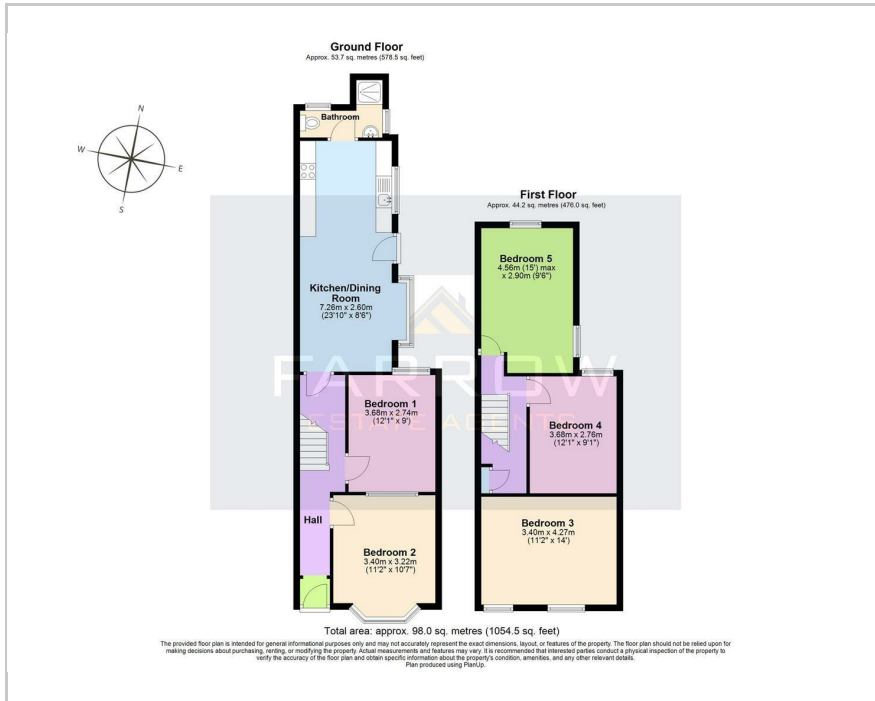 Ground Floor
Approx. 53.7 sq. metres (578.5 sq. feet)
N
W
E
S
Bathroom
First Floor
Approx. 44.2 sq. metres (476.0 sq. feet)
Kitchen/Dining
Room
7.26m x 2.60m
(23'10" x 8'6")
Bedroom 5
4.56m (15') max
x 2.90m (9'6")
FARROW
ESTATE AGENTS
Bedroom 1
3.68m x 2.74m
(12'1" x 9')
Bedroom 4
3.68m x 2.76m
(12'1" x 9'1")
Hall
Bedroom 2
3.40m x 3.22m
(11'2" x 10'7")
Bedroom 3
3.40m x 4.27m
(11'2" x 14')
Total area: approx. 98.0 sq. metres (1054.5 sq. feet)
The provided floor plan is intended for general informational purposes only and may not accurately represent the exact dimensions, layout, or features of the property. The floor plan should not be relied upon for
making decisions about purchasing, renting, or modifying the property. Actual measurements and features may vary. It is recommended that interested parties conduct a physical inspection of the property to
verify the accuracy of the floor plan and obtain specific information about the property's condition, amenities, and any other relevant details.
Plan produced using PlanUp.